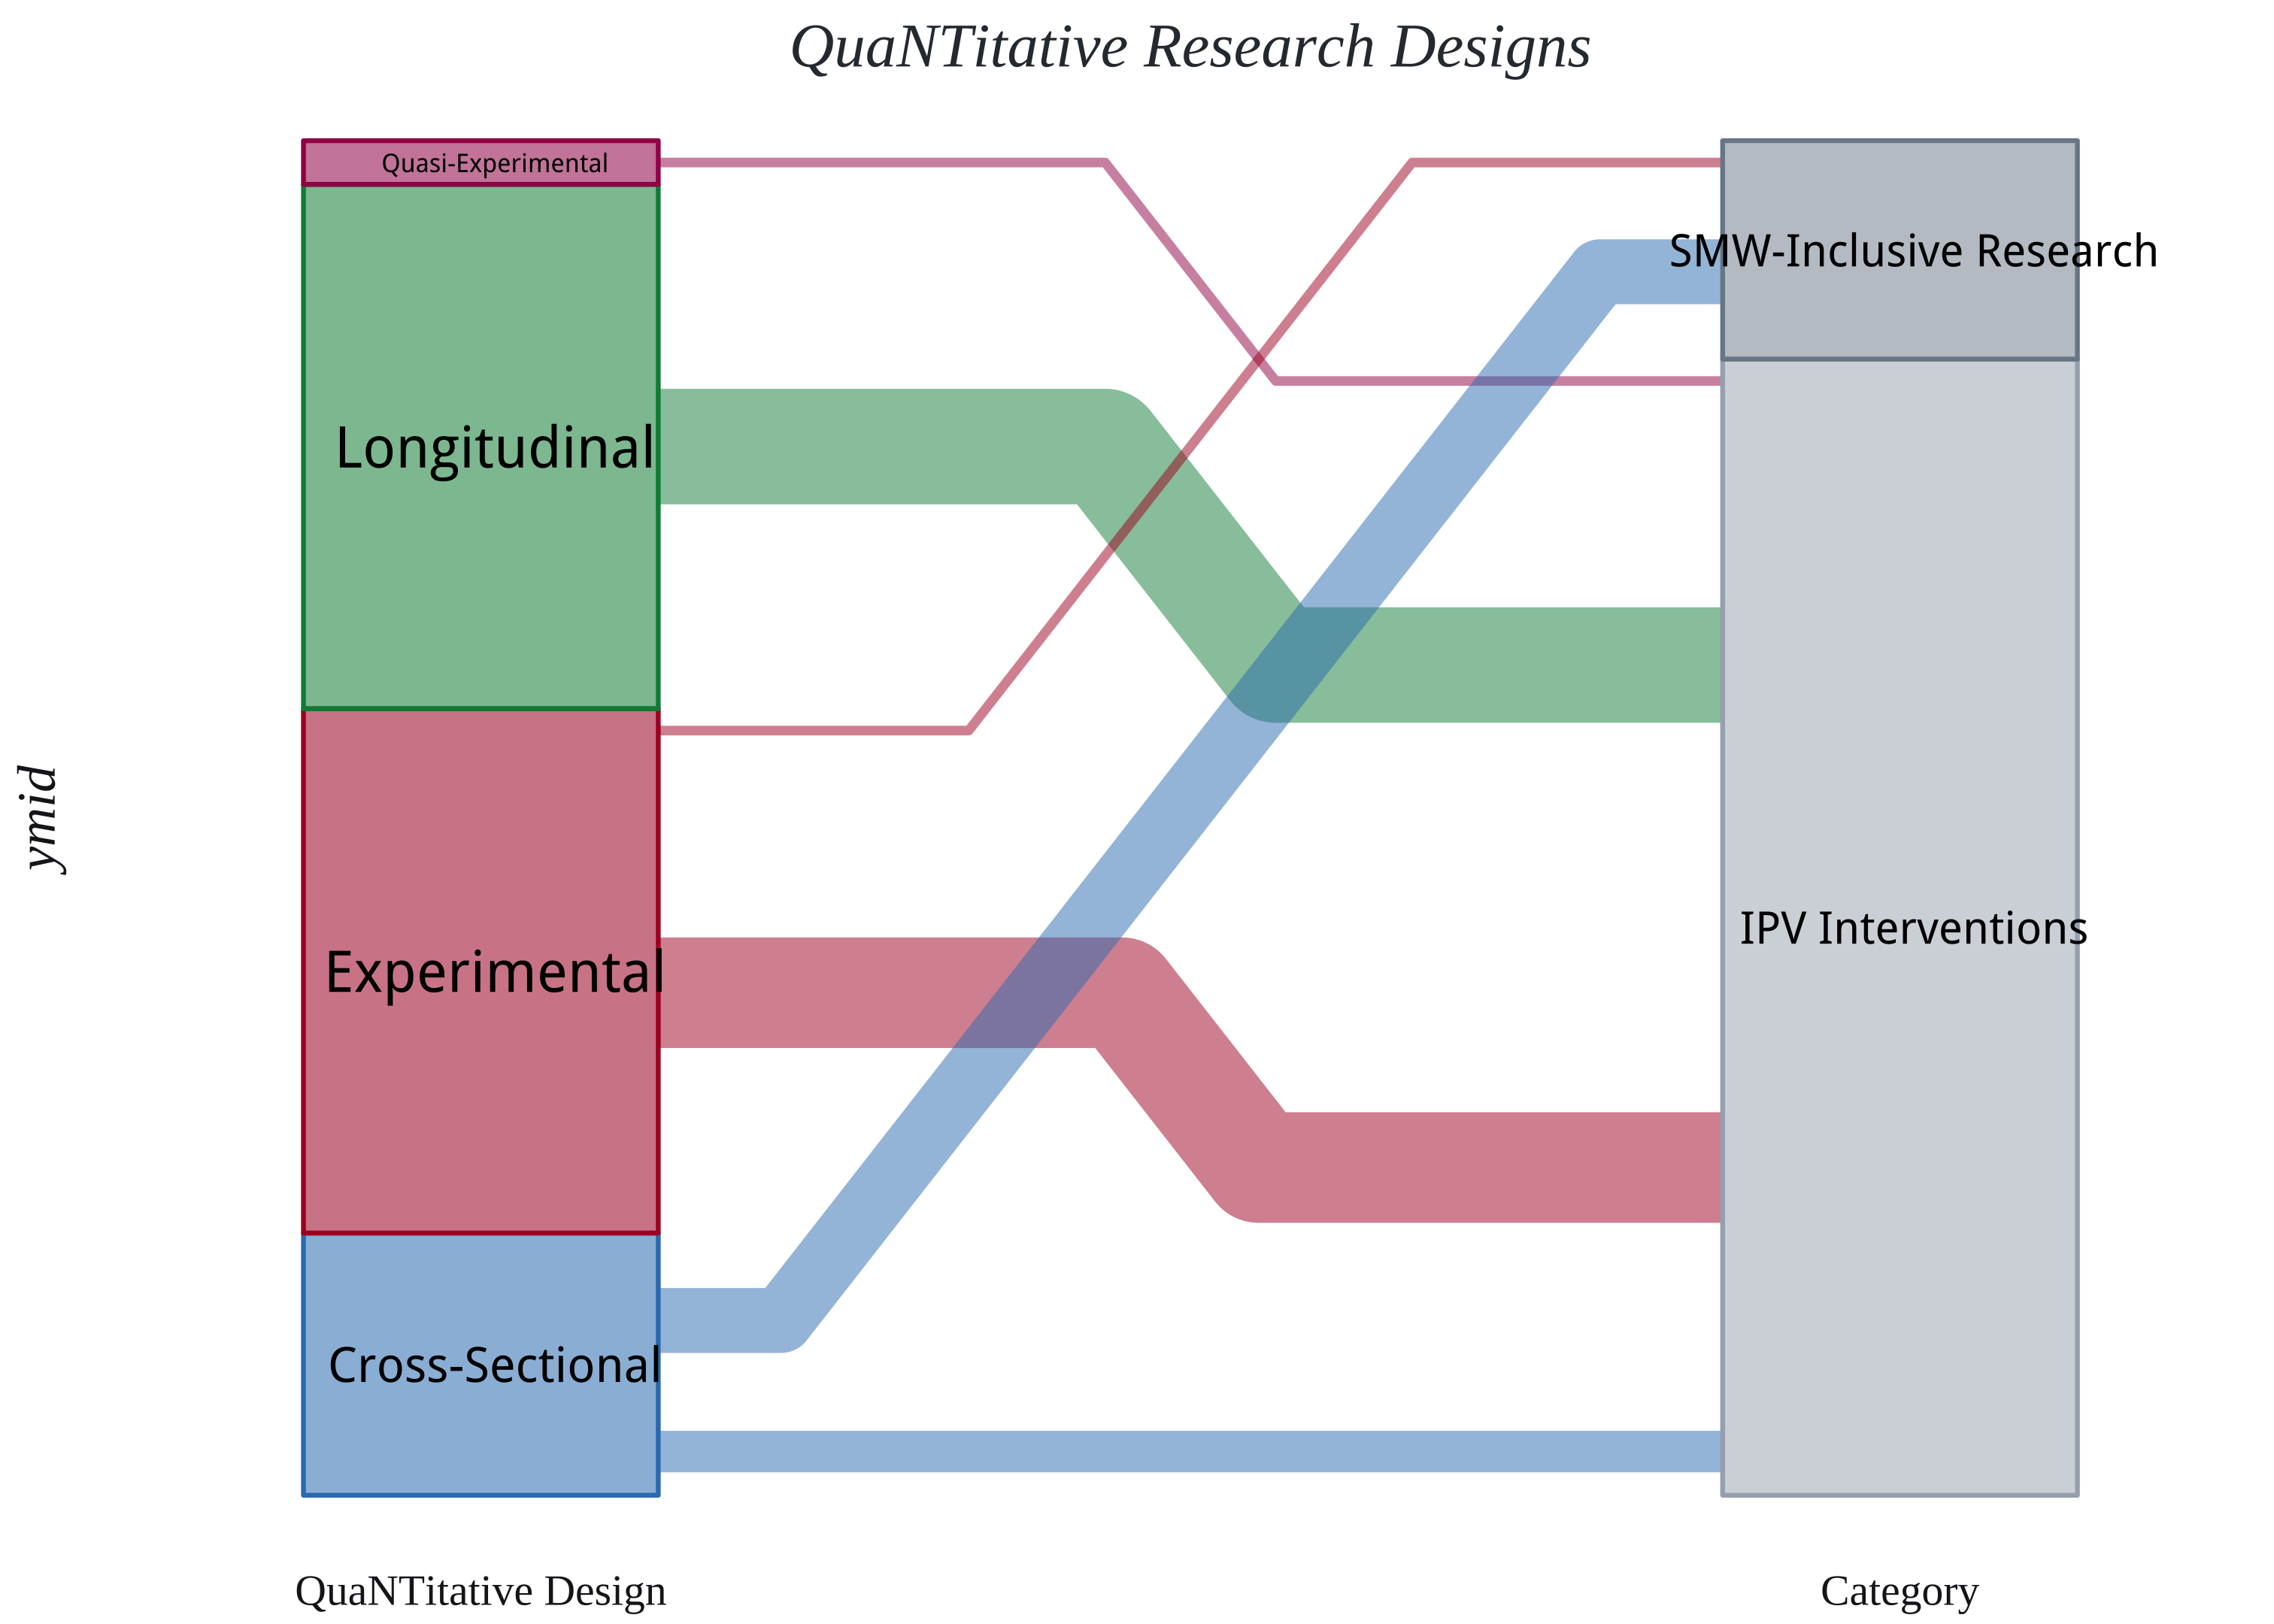 QuaNTitative Research Designs
Quasi-Experimental
SMW-Inclusive Research
Longitudinal
ymid
IPV Interventions
Experimental
Cross-Sectional
QuaNTitative Design
Category